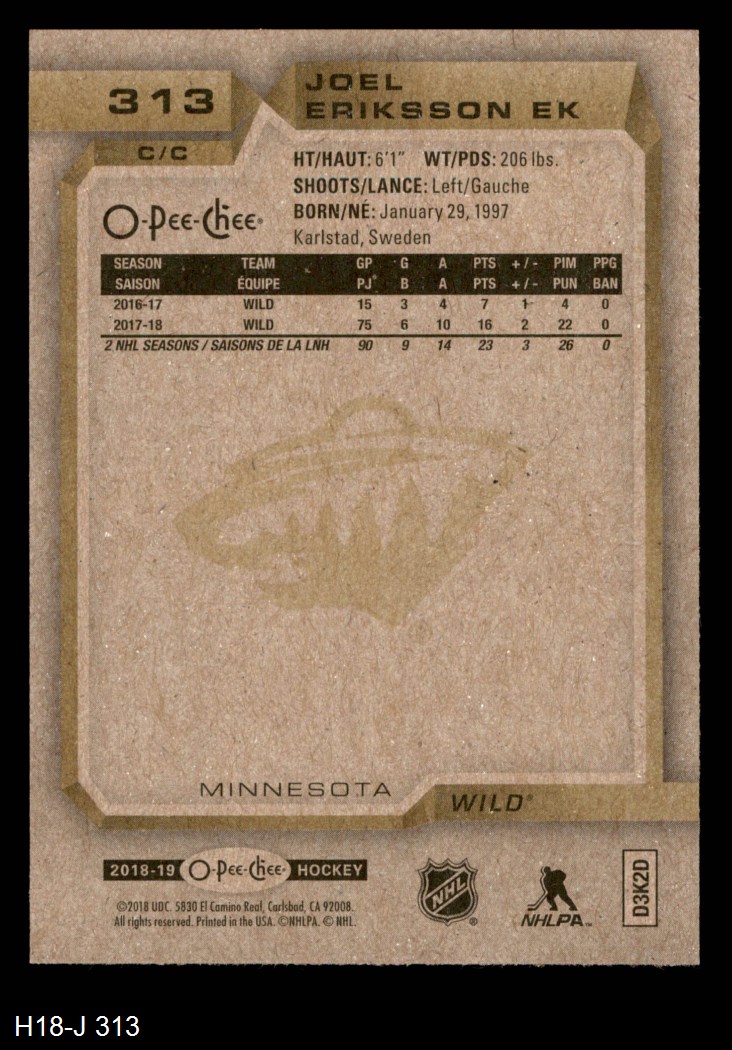 313
JOEL
ERIKSSON EK
C/C
HT/HAUT: 6'1" WT/PDS: 206 lbs.
SHOOTS/LANCE: Left/Gauche
BORN/NÉ: January 29, 1997
Karlstad, Sweden
O-Pee-Chee®
SEASON TEAM GP G A PTS +/- PIM PPG
SAISON ÉQUIPE PJ B A PTS +/- PUN BAN
2016-17 WILD 15 3 4 7 1 4 0
2017-18 WILD 75 6 10 16 2 22 0
2 NHL SEASONS / SAISONS DE LA LNH 90 9 14 23 3 26 0
MINNESOTA
WILD®
2018-19 O-Pee-Chee® HOCKEY
©2018 UDC. 5830 El Camino Real, Carlsbad, CA 92008.
All rights reserved. Printed in the USA. ©NHLPA. © NHL.
NHL®
NHLPA™
D3K2D
H18-J 313